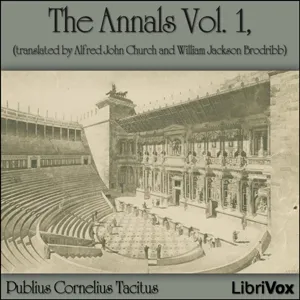 The Annals Vol. 1,
(translated by Alfred John Church and William Jackson Brodribb)
Publius Cornelius Tacitus
LibriVox